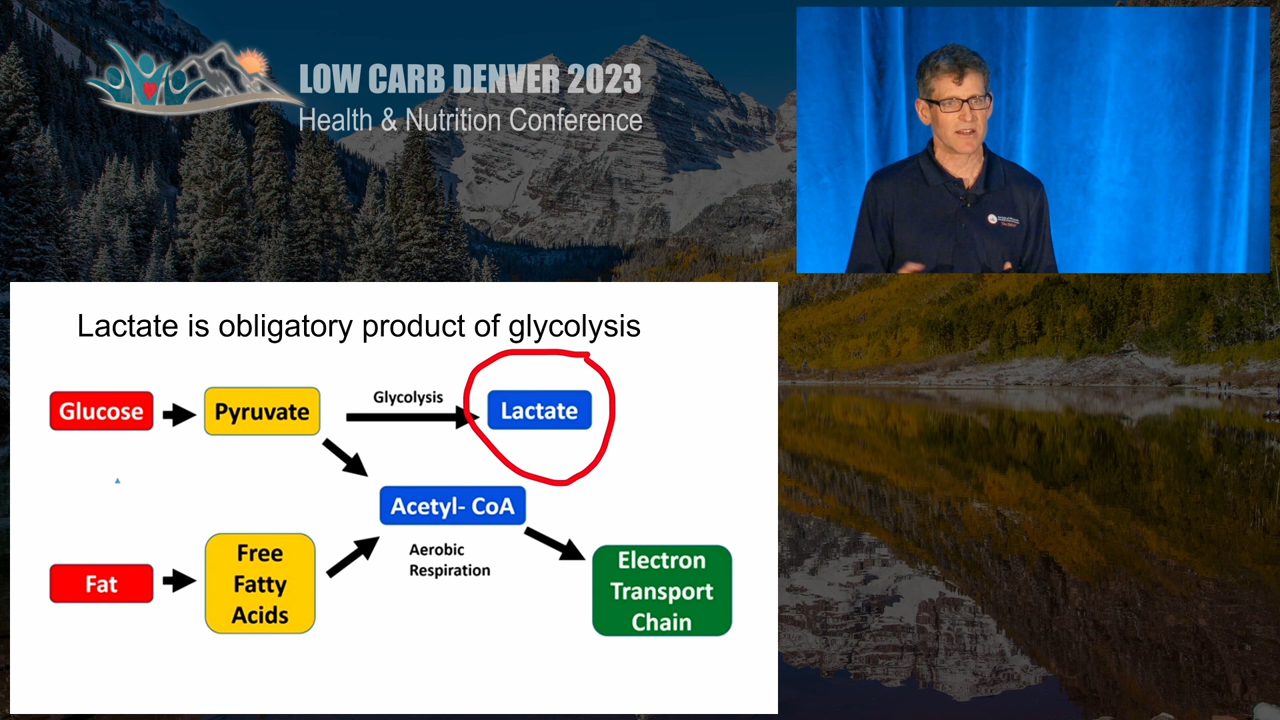 LOW CARB DENVER 2023
Health & Nutrition Conference
Lactate is obligatory product of glycolysis
Glucose
Pyruvate
Glycolysis
Lactate
Acetyl- CoA
Aerobic
Respiration
Fat
Free
Fatty
Acids
Electron
Transport
Chain